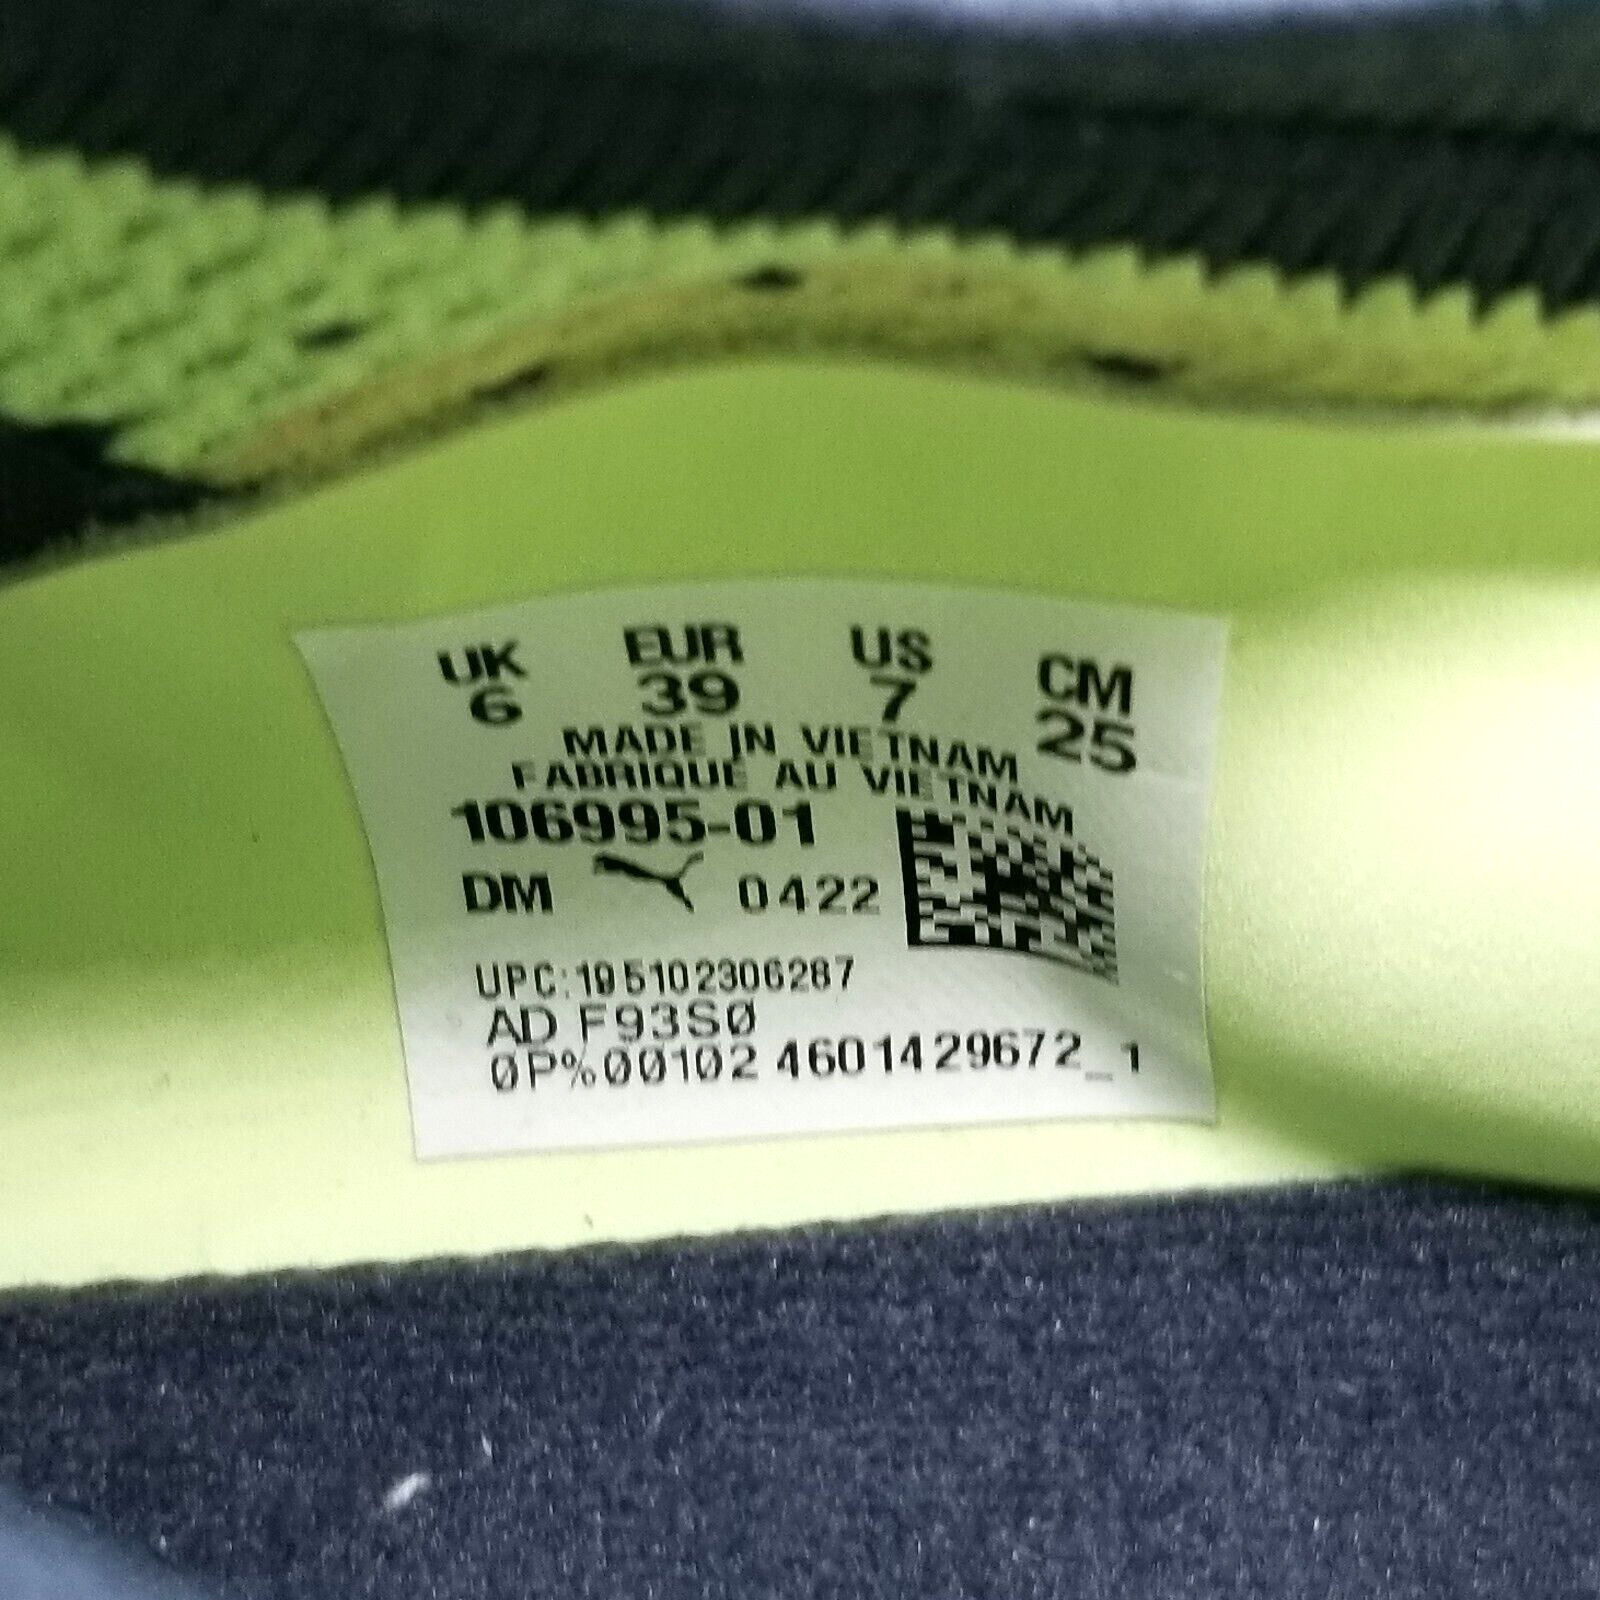 UK EUR US CM
6 39 7 25
MADE IN VIETNAM
FABRIQUE AU VIETNAM
106995-01
DM 0422
UPC:195102306287
AD F93S0
0P%00102 4601429672_1